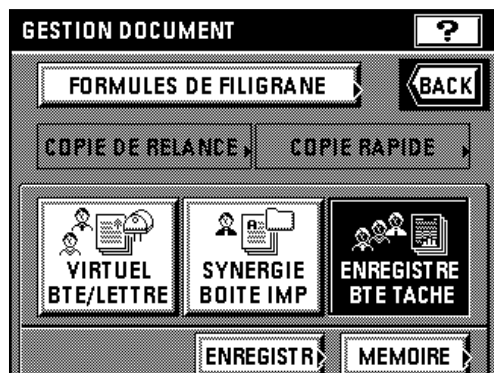 GESTION DOCUMENT ?
FORMULES DE FILIGRANE BACK
COPIE DE RELANCE COPIE RAPIDE
VIRTUEL SYNERGIE ENREGISTRE
BTE/LETTRE BOITE IMP BTE TACHE
ENREGISTR MEMOIRE